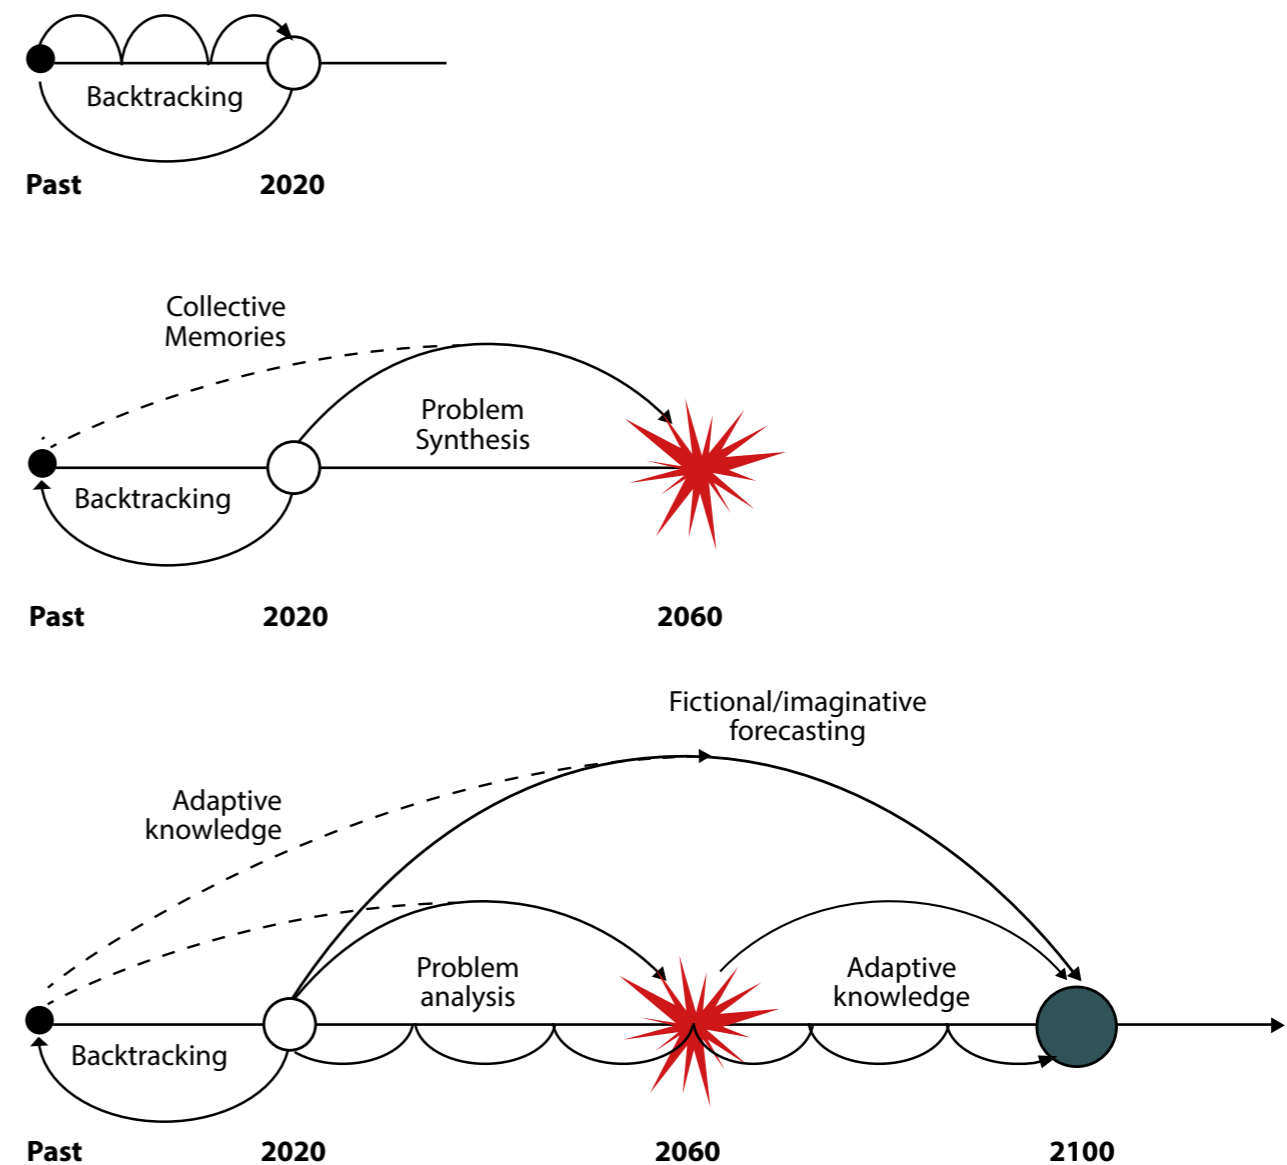 Backtracking
Past
2020
Collective
Memories
Problem
Synthesis
Backtracking
Past
2020
2060
Fictional/imaginative
forecasting
Adaptive
knowledge
Problem
analysis
Adaptive
knowledge
Backtracking
Past
2020
2060
2100